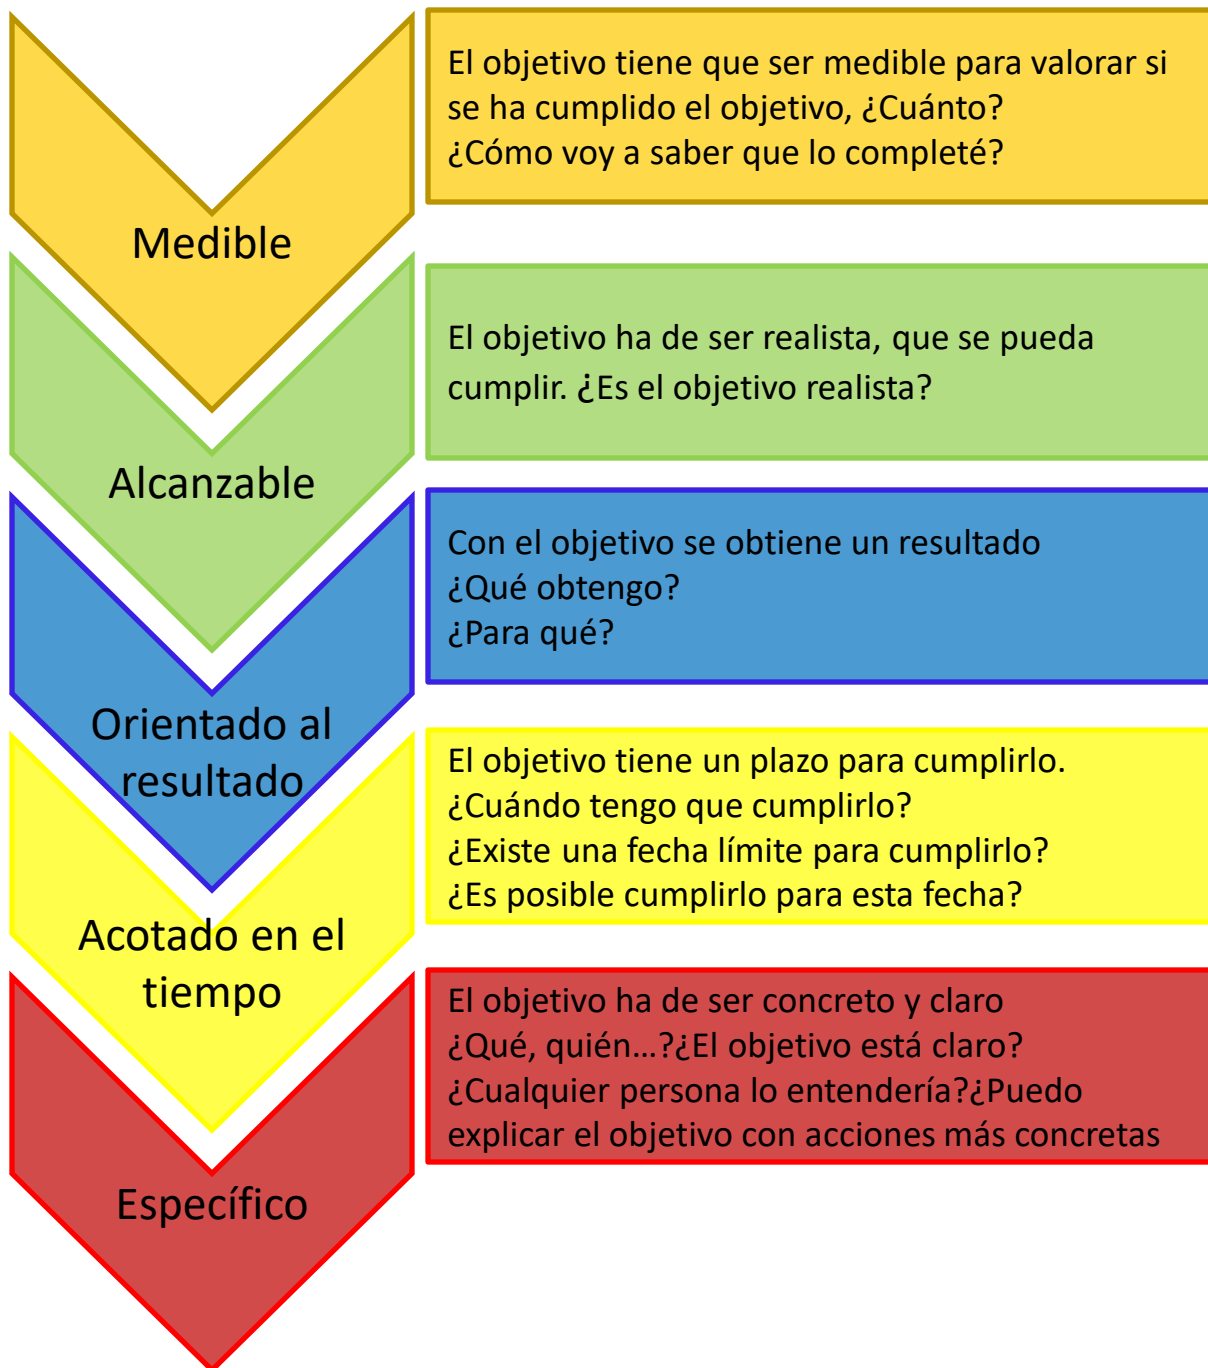 Medible
El objetivo tiene que ser medible para valorar si
se ha cumplido el objetivo, ¿Cuánto?
¿Cómo voy a saber que lo completé?
Alcanzable
El objetivo ha de ser realista, que se pueda
cumplir. ¿Es el objetivo realista?
Orientado al
resultado
Con el objetivo se obtiene un resultado
¿Qué obtengo?
¿Para qué?
Acotado en el
tiempo
El objetivo tiene un plazo para cumplirlo.
¿Cuándo tengo que cumplirlo?
¿Existe una fecha límite para cumplirlo?
¿Es posible cumplirlo para esta fecha?
Específico
El objetivo ha de ser concreto y claro
¿Qué, quién...?¿El objetivo está claro?
¿Cualquier persona lo entendería?¿Puedo
explicar el objetivo con acciones más concretas